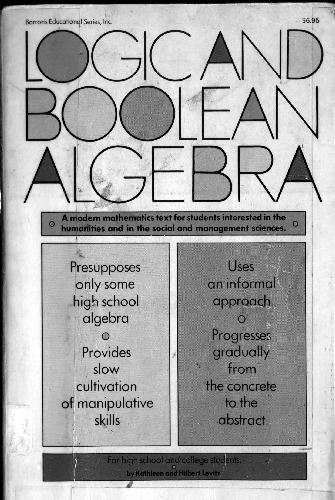 Barrons Educational Series, Inc.
$6.95
LOGIC AND
BOOLEAN
ALGEBRA
A modern mathematics text for students interested in the
humanities and in the social and management sciences.
Presupposes
only some
high school
algebra
Provides
slow
cultivation
of manipulative
skills
Uses
an informal
approach
Progresses
gradually
from
the concrete
to the
abstract
For high school and college students.
by Kathleen and Hilbert Levitz